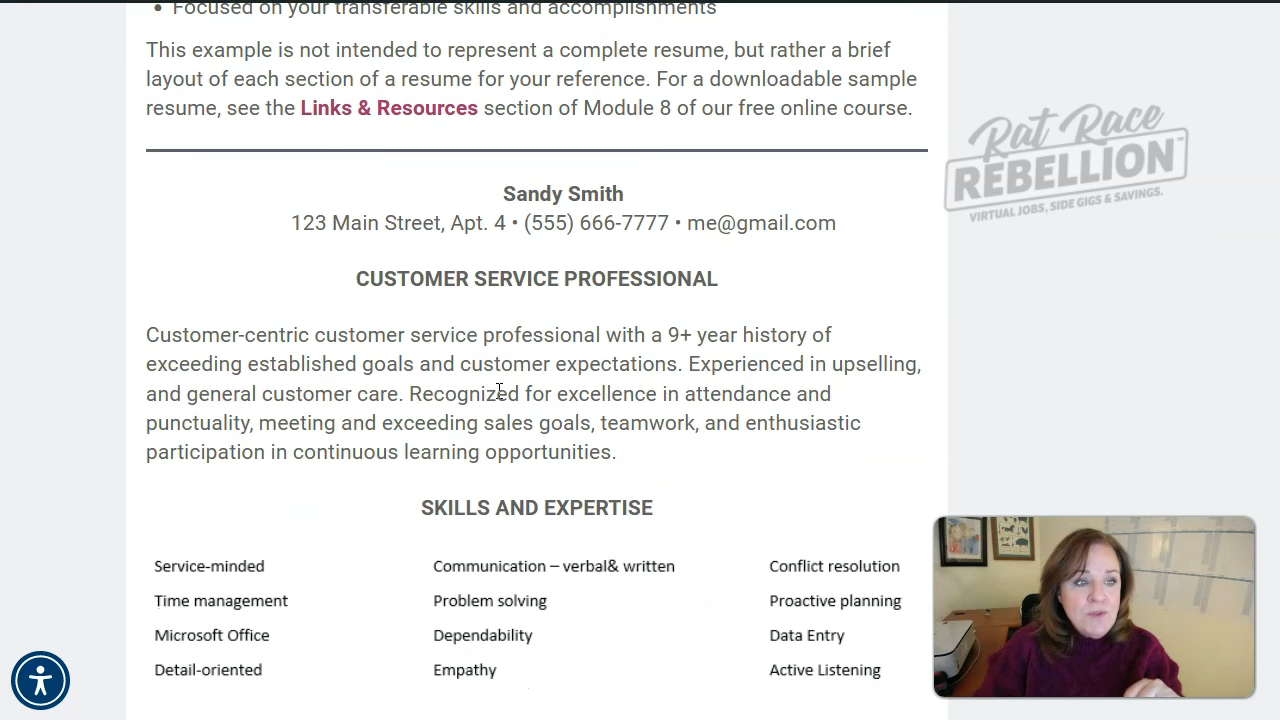 • Focused on your transferable skills and accomplishments
This example is not intended to represent a complete resume, but rather a brief
layout of each section of a resume for your reference. For a downloadable sample
resume, see the Links & Resources section of Module 8 of our free online course.
Rat Race
REBELLION™
VIRTUAL JOBS, SIDE GIGS & SAVINGS.
Sandy Smith
123 Main Street, Apt. 4 • (555) 666-7777 • me@gmail.com
CUSTOMER SERVICE PROFESSIONAL
Customer-centric customer service professional with a 9+ year history of
exceeding established goals and customer expectations. Experienced in upselling,
and general customer care. Recognized for excellence in attendance and
punctuality, meeting and exceeding sales goals, teamwork, and enthusiastic
participation in continuous learning opportunities.
SKILLS AND EXPERTISE
Service-minded Communication – verbal& written Conflict resolution
Time management Problem solving Proactive planning
Microsoft Office Dependability Data Entry
Detail-oriented Empathy Active Listening